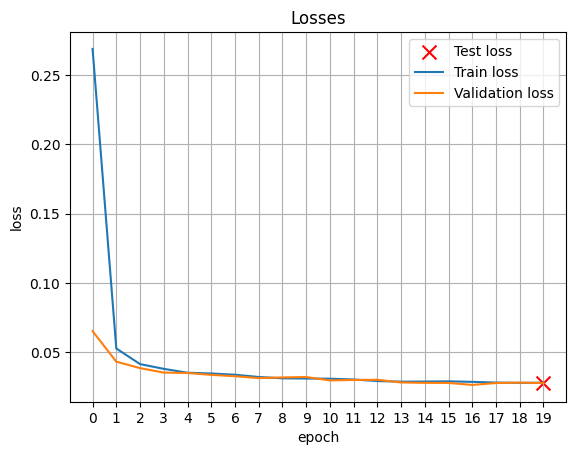 Losses
Test loss
Train loss
Validation loss
0.25
0.20
0.15
0.10
0.05
loss
0 1 2 3 4 5 6 7 8 9 10 11 12 13 14 15 16 17 18 19
epoch